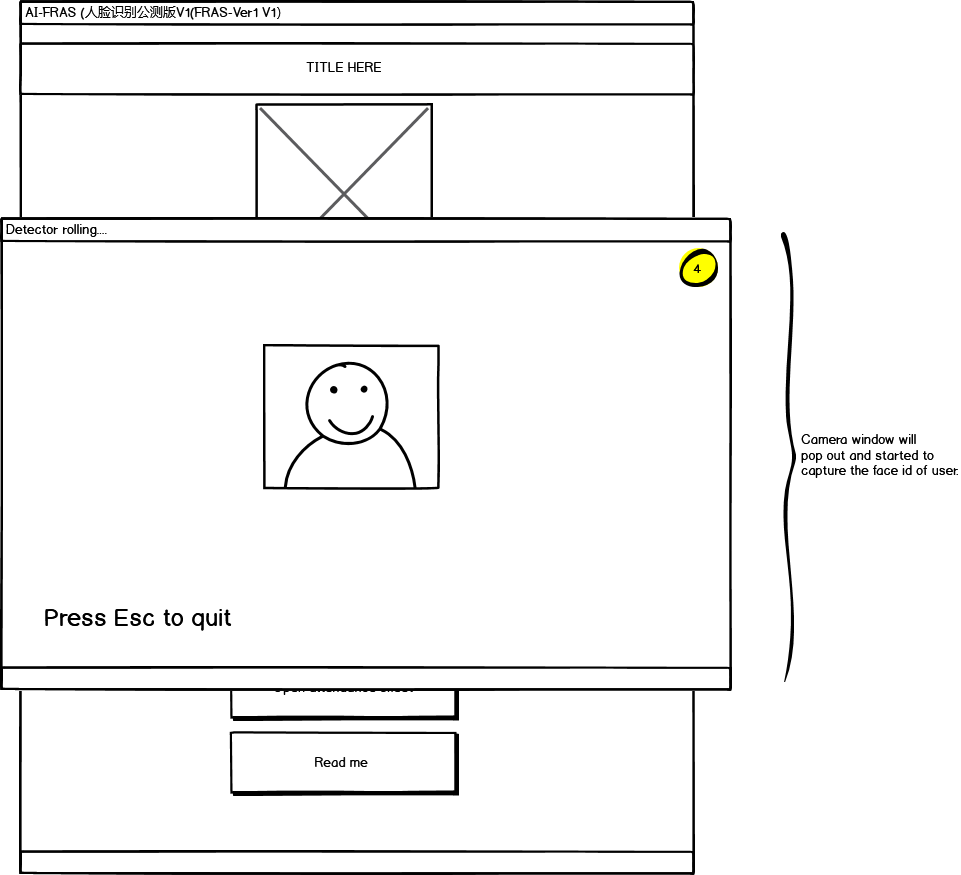 AI-FRAS (人脸识别公测版V1(FRAS-Ver1 V1)
TITLE HERE
Detector rolling....
4
Camera window will
pop out and started to
capture the face id of user.
Press Esc to quit
Read me